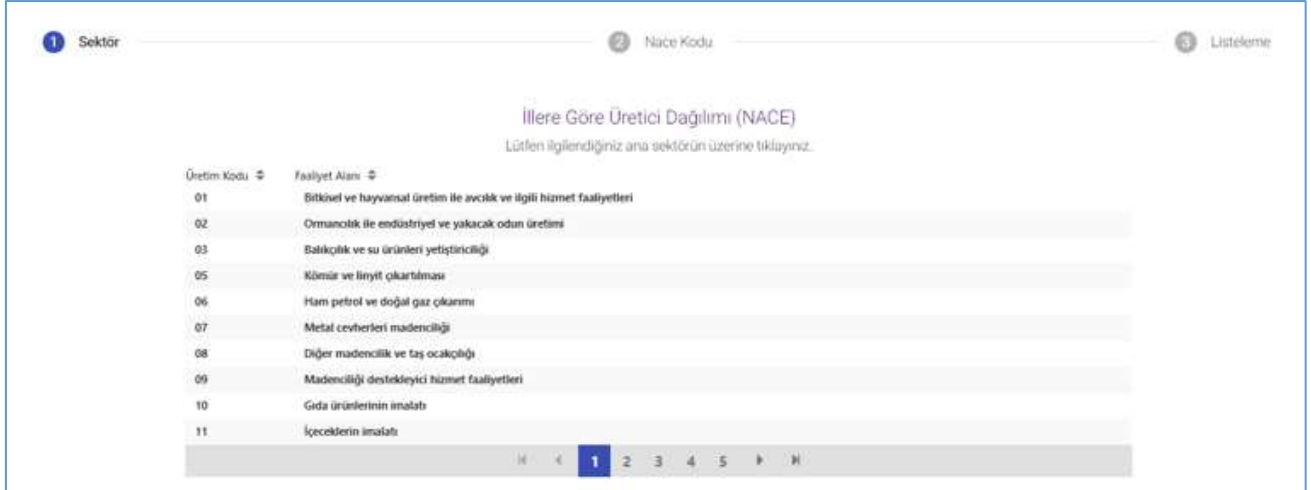 1 Sektör 2 Nace Kodu 3 Listeleme
İllere Göre Üretici Dağılımı (NACE)
Lütfen ilgilendiğiniz ana sektörün üzerine tıklayınız.
Üretim Kodu Faaliyet Alanı
01 Bitkisel ve hayvansal üretim ile avcılık ve ilgili hizmet faaliyetleri
02 Ormancılık ile endüstriyel ve yakacak odun üretimi
03 Balıkçılık ve su ürünleri yetiştiriciliği
05 Kömür ve linyit çıkartılması
06 Ham petrol ve doğal gaz çıkarımı
07 Metal cevherleri madenciliği
08 Diğer madencilik ve taş ocakçılığı
09 Madenciliği destekleyici hizmet faaliyetleri
10 Gıda ürünlerinin imalatı
11 İçeceklerin imalatı
1 2 3 4 5